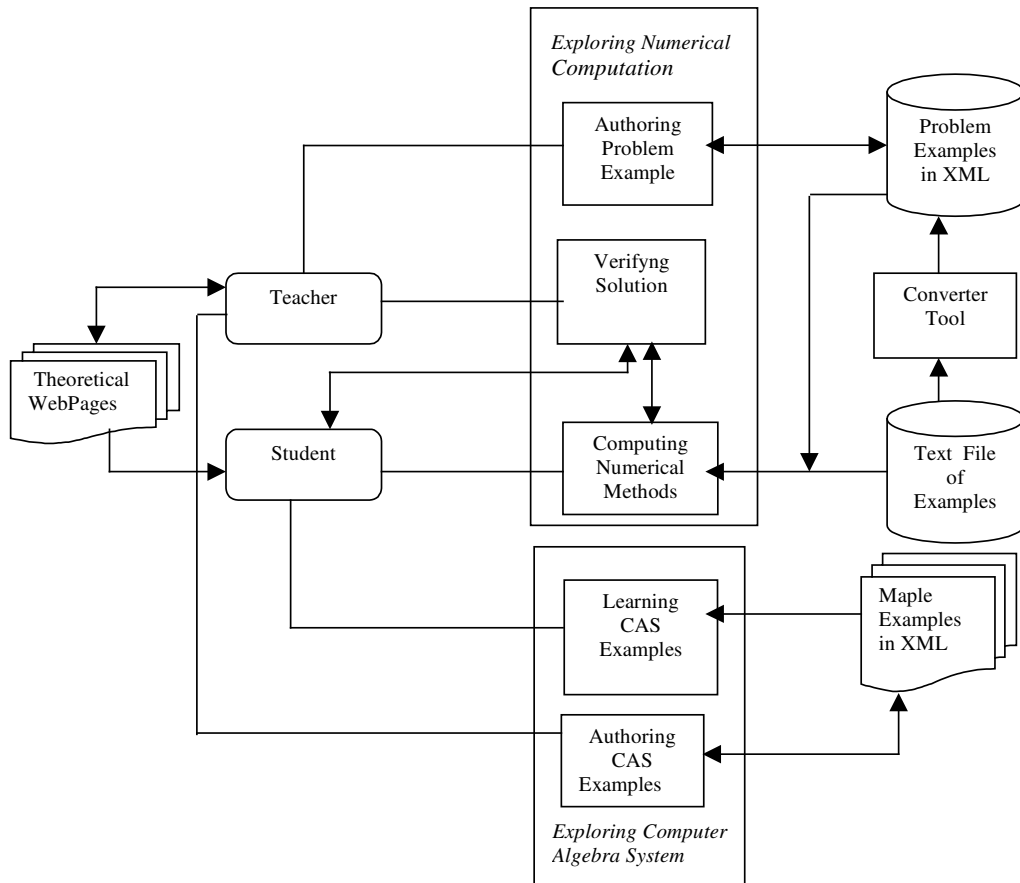 Exploring Numerical
Computation
Authoring
Problem
Example
Problem
Examples
in XML
Verifyng
Solution
Teacher
Converter
Tool
Theoretical
WebPages
Student
Computing
Numerical
Methods
Text File
of
Examples
Learning
CAS
Examples
Maple
Examples
in XML
Authoring
CAS
Examples
Exploring Computer
Algebra System